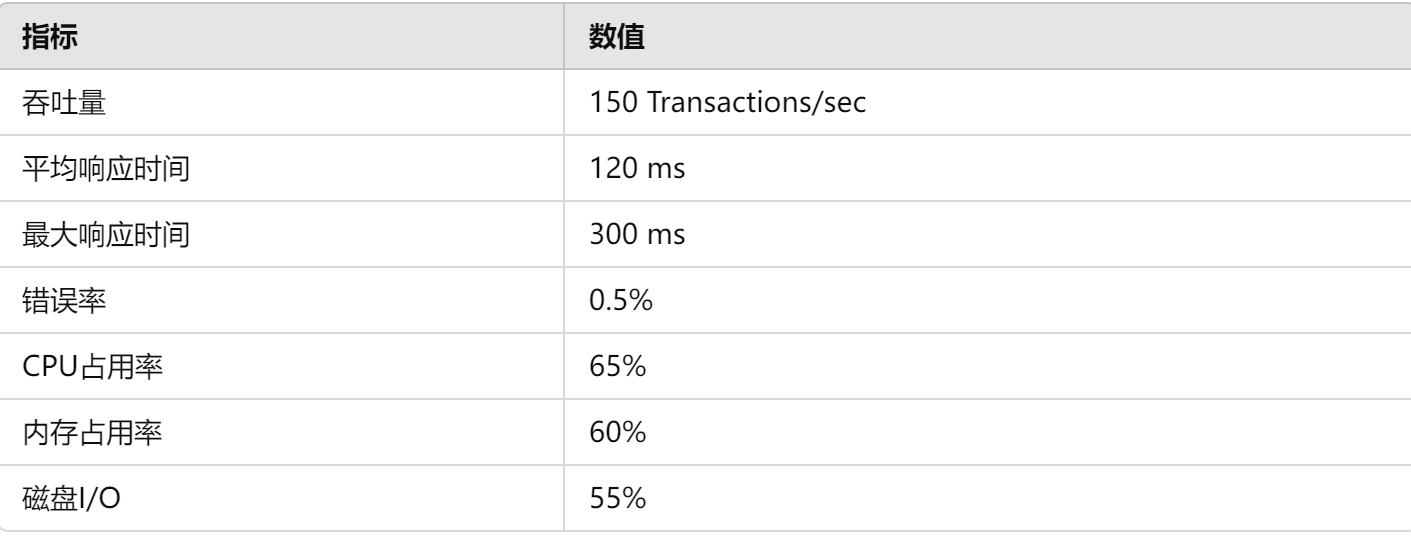 指标 数值
吞吐量 150 Transactions/sec
平均响应时间 120 ms
最大响应时间 300 ms
错误率 0.5%
CPU占用率 65%
内存占用率 60%
磁盘I/O 55%